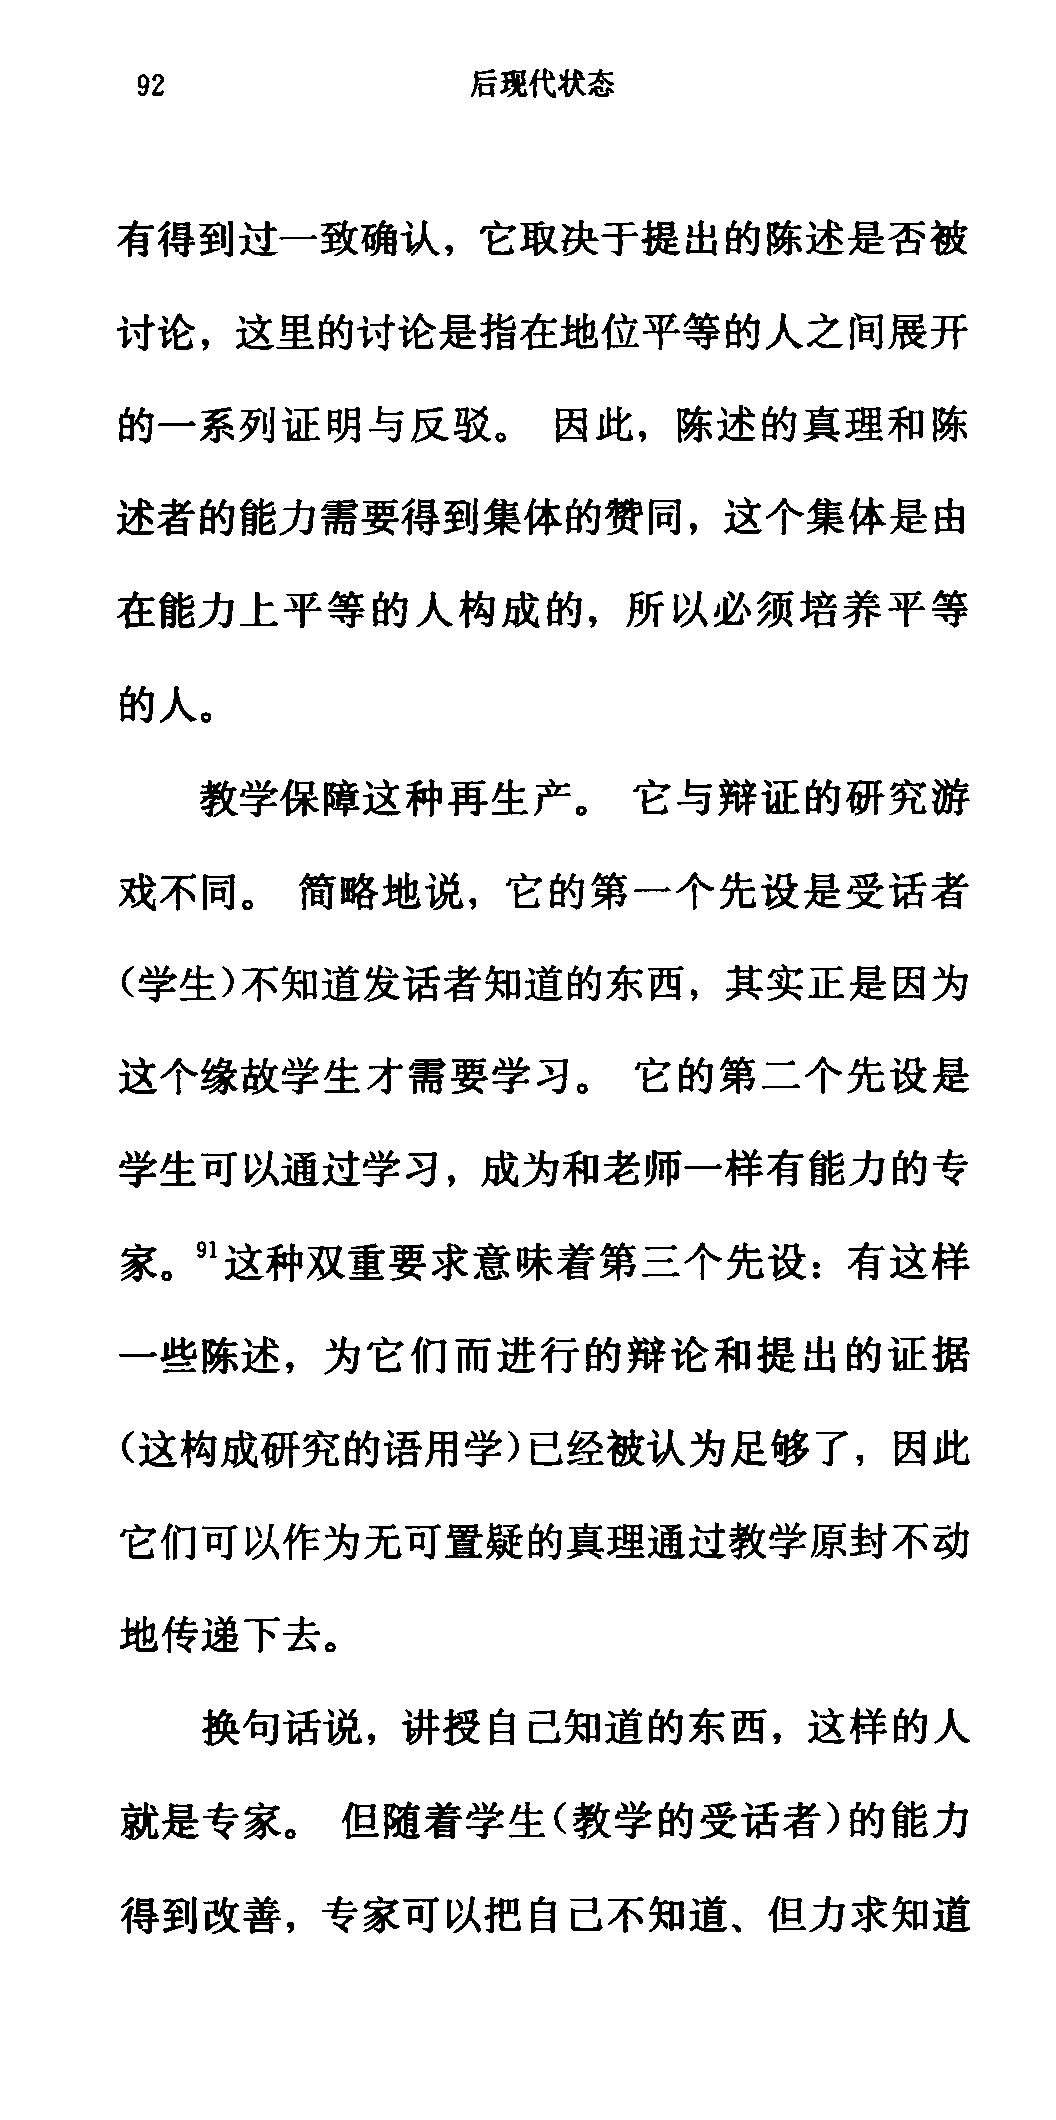 92 后现代状态
有得到过一致确认，它取决于提出的陈述是否被
讨论，这里的讨论是指在地位平等的人之间展开
的一系列证明与反驳。 因此，陈述的真理和陈
述者的能力需要得到集体的赞同，这个集体是由
在能力上平等的人构成的，所以必须培养平等
的人。
教学保障这种再生产。 它与辩证的研究游
戏不同。 简略地说，它的第一个先设是受话者
（学生）不知道发话者知道的东西，其实正是因为
这个缘故学生才需要学习。 它的第二个先设是
学生可以通过学习，成为和老师一样有能力的专
家。91这种双重要求意味着第三个先设：有这样
一些陈述，为它们而进行的辩论和提出的证据
（这构成研究的语用学）已经被认为足够了，因此
它们可以作为无可置疑的真理通过教学原封不动
地传递下去。
换句话说，讲授自己知道的东西，这样的人
就是专家。 但随着学生（教学的受话者）的能力
得到改善，专家可以把自己不知道、但力求知道